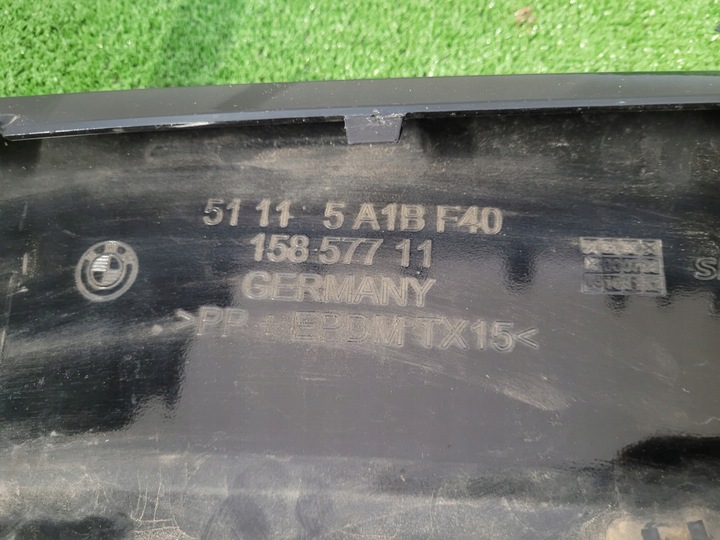 51 11 5 A1B F40
158 577 11
GERMANY
>PP + EPDM TX15<